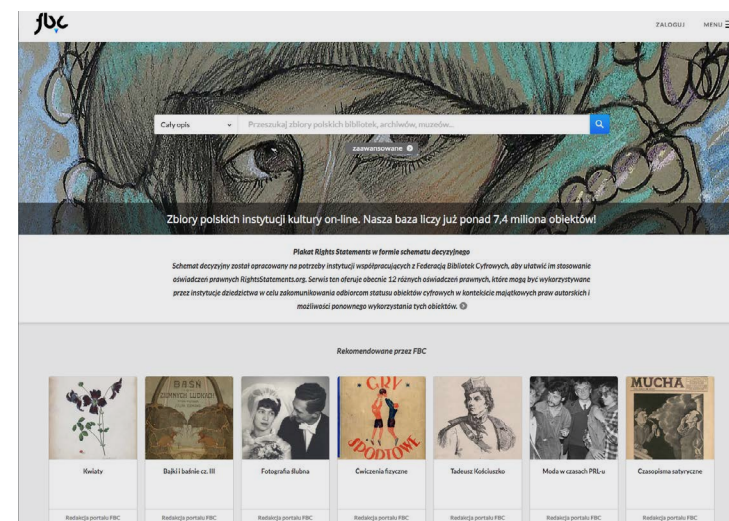 fbc
ZALOGUJ MENU
Cały opis Przeszukaj zbiory polskich bibliotek, archiwów, muzeów...
zaawansowane
Zbiory polskich instytucji kultury on-line. Nasza baza liczy już ponad 7,4 miliona obiektów!
Plakat Rights Statements w formie schematu decyzyjnego
Schemat decyzyjny został opracowany na potrzeby instytucji współpracujących z Federacją Bibliotek Cyfrowych, aby ułatwić im stosowanie
oświadczeń prawnych RightsStatements.org. Serwis ten oferuje obecnie 12 różnych oświadczeń prawnych, które mogą być wykorzystywane
przez instytucje dziedzictwa w celu zakomunikowania odbiorcom statusu obiektów cyfrowych w kontekście majątkowych praw autorskich i
możliwości ponownego wykorzystania tych obiektów.
Rekomendowane przez FBC
BAŚŃ
GRY
SPORTOWE
MUCHA
Kwiaty Bajki i baśnie cz. III Fotografia ślubna Ćwiczenia fizyczne Tadeusz Kościuszko Moda w czasach PRL-u Czasopisma satyryczne
Redakcja portalu FBC Redakcja portalu FBC Redakcja portalu FBC Redakcja portalu FBC Redakcja portalu FBC Redakcja portalu FBC Redakcja portalu FBC